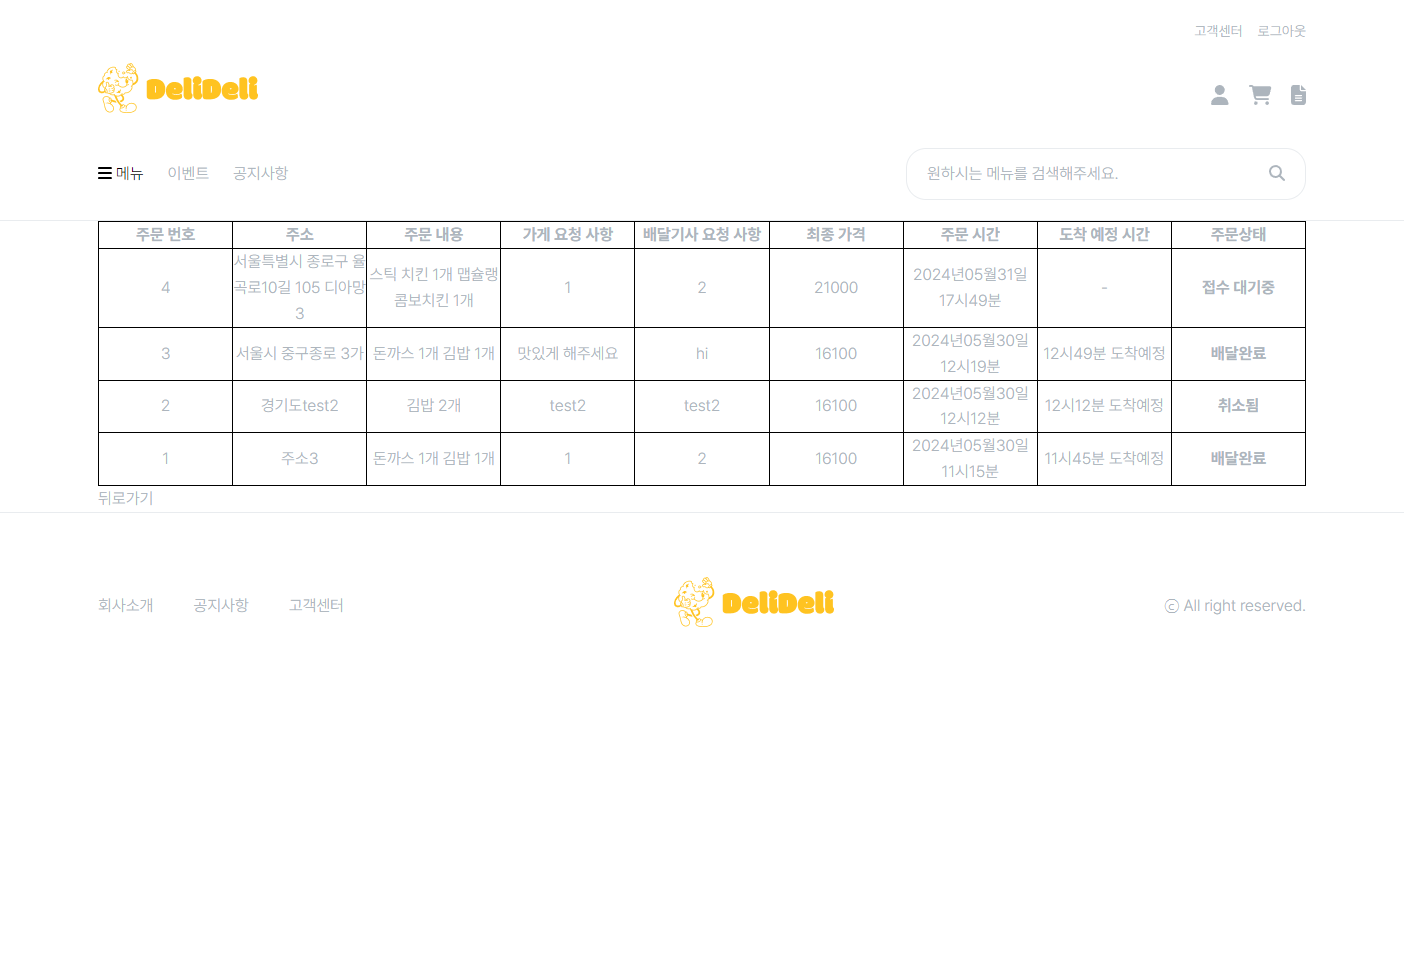 고객센터 로그아웃
DeliDeli
메뉴 이벤트 공지사항
원하시는 메뉴를 검색해주세요.
주문 번호 주소 주문 내용 가게 요청 사항 배달기사 요청 사항 최종 가격 주문 시간 도착 예정 시간 주문상태
4 서울특별시 종로구 율곡로10길 105 디아망3 스틱 치킨 1개 맵슐랭 콤보치킨 1개 1 2 21000 2024년05월31일 17시49분 - 접수 대기중
3 서울시 중구종로 3가 돈까스 1개 김밥 1개 맛있게 해주세요 hi 16100 2024년05월30일 12시19분 12시49분 도착예정 배달완료
2 경기도test2 김밥 2개 test2 test2 16100 2024년05월30일 12시12분 12시12분 도착예정 취소됨
1 주소3 돈까스 1개 김밥 1개 1 2 16100 2024년05월30일 11시15분 11시45분 도착예정 배달완료
뒤로가기
회사소개 공지사항 고객센터
DeliDeli
ⓒ All right reserved.